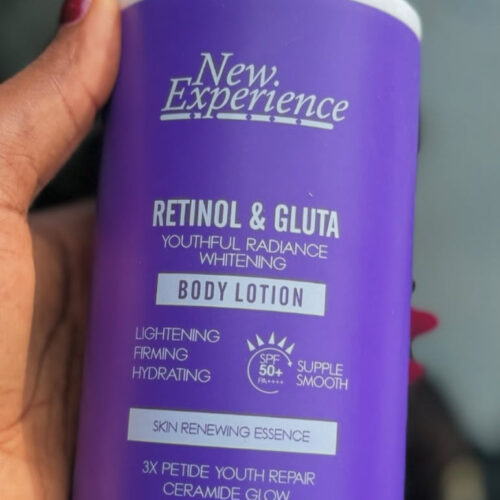 New
Experience
RETINOL & GLUTA
YOUTHFUL RADIANCE
WHITENING
BODY LOTION
LIGHTENING
FIRMING
HYDRATING
SPF
50+
PA++++
SUPPLE
SMOOTH
SKIN RENEWING ESSENCE
3X PETIDE YOUTH REPAIR
CERAMIDE GLOW